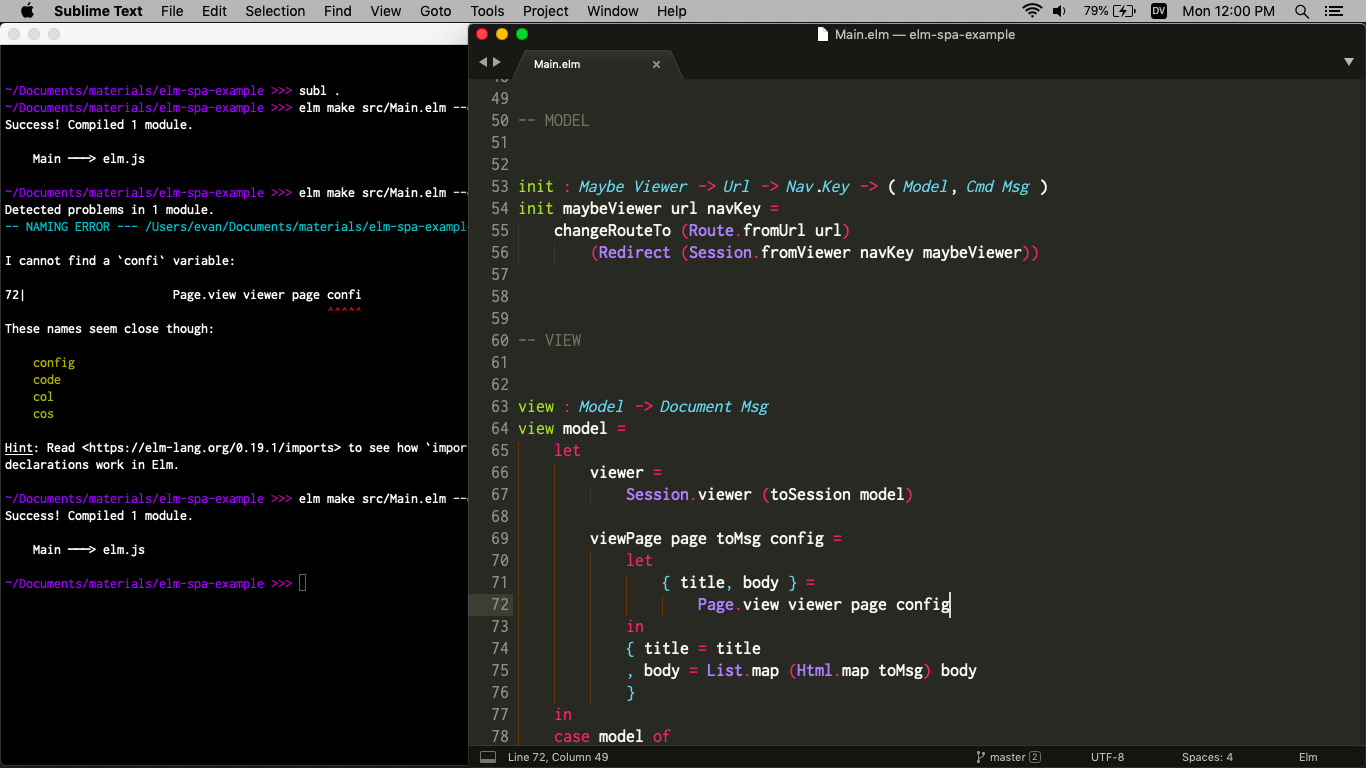 Sublime Text File Edit Selection Find View Goto Tools Project Window Help 79% DV Mon 12:00 PM
~/Documents/materials/elm-spa-example >>> subl .
~/Documents/materials/elm-spa-example >>> elm make src/Main.elm --
Success! Compiled 1 module.
Main ───> elm.js
~/Documents/materials/elm-spa-example >>> elm make src/Main.elm --
Detected problems in 1 module.
-- NAMING ERROR --- /Users/evan/Documents/materials/elm-spa-exampl
I cannot find a `confi` variable:
72| Page.view viewer page confi
^^^^^
These names seem close though:
config
code
col
cos
Hint: Read <https://elm-lang.org/0.19.1/imports> to see how `impor
declarations work in Elm.
~/Documents/materials/elm-spa-example >>> elm make src/Main.elm --
Success! Compiled 1 module.
Main ───> elm.js
~/Documents/materials/elm-spa-example >>>
Main.elm — elm-spa-example
Main.elm ×
49
50 -- MODEL
51
52
53 init : Maybe Viewer -> Url -> Nav.Key -> ( Model, Cmd Msg )
54 init maybeViewer url navKey =
55 changeRouteTo (Route.fromUrl url)
56 (Redirect (Session.fromViewer navKey maybeViewer))
57
58
59
60 -- VIEW
61
62
63 view : Model -> Document Msg
64 view model =
65 let
66 viewer =
67 Session.viewer (toSession model)
68
69 viewPage page toMsg config =
70 let
71 { title, body } =
72 Page.view viewer page config
73 in
74 { title = title
75 , body = List.map (Html.map toMsg) body
76 }
77 in
78 case model of
Line 72, Column 49 master 2 UTF-8 Spaces: 4 Elm